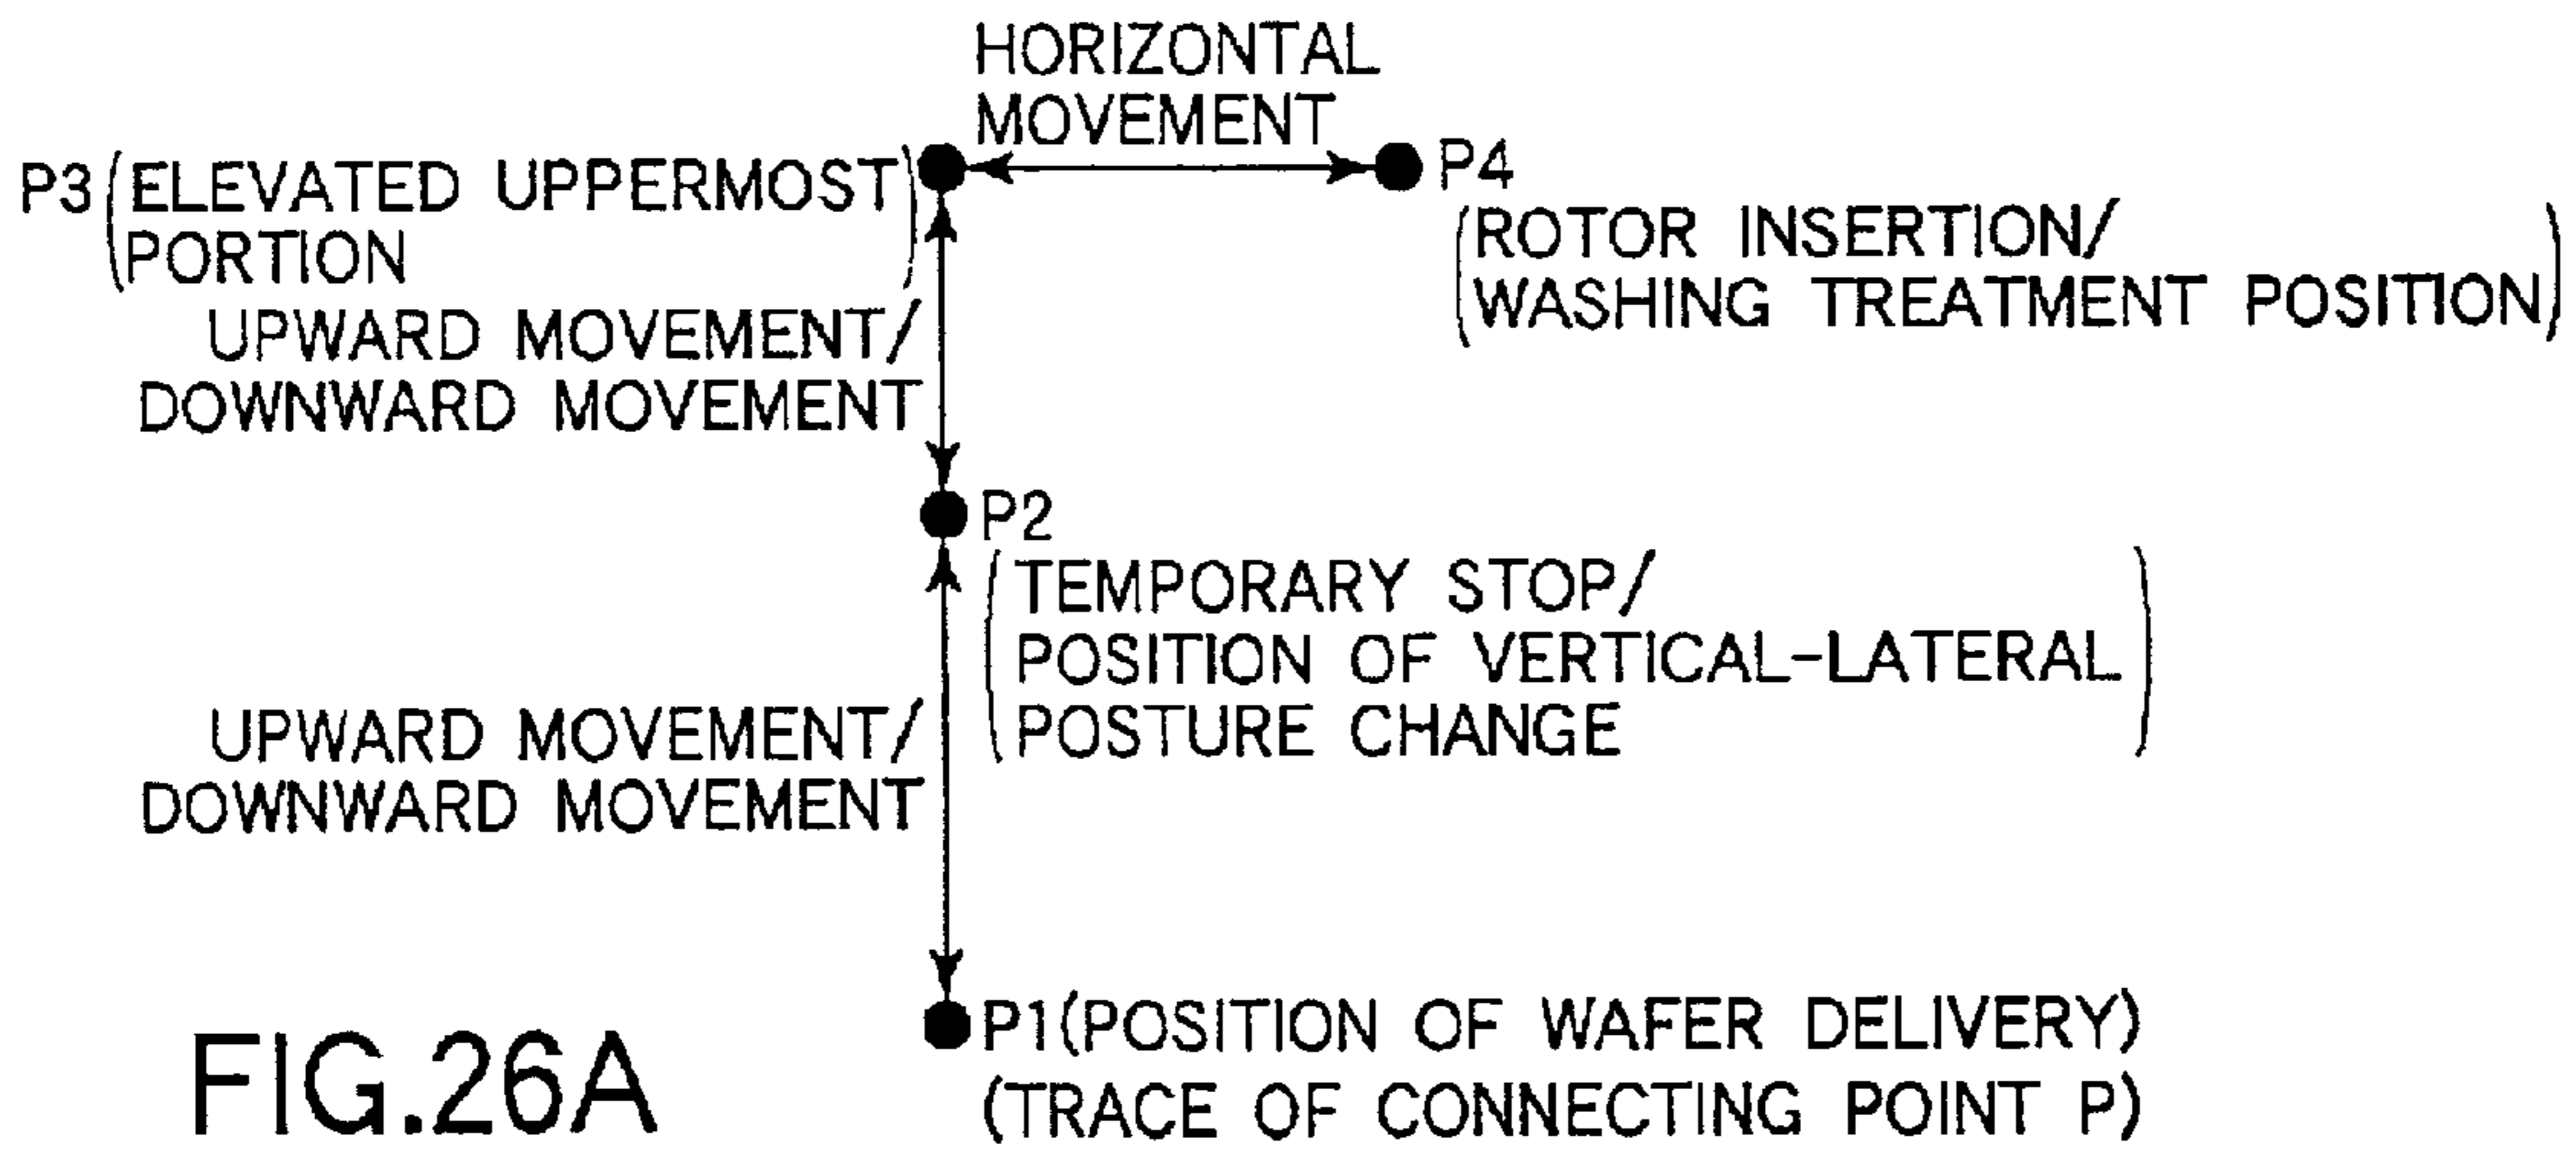 HORIZONTAL
MOVEMENT
P3 (ELEVATED UPPERMOST
PORTION)
P4
(ROTOR INSERTION/
WASHING TREATMENT POSITION)
UPWARD MOVEMENT/
DOWNWARD MOVEMENT
P2
(TEMPORARY STOP/
POSITION OF VERTICAL-LATERAL
POSTURE CHANGE)
UPWARD MOVEMENT/
DOWNWARD MOVEMENT
P1(POSITION OF WAFER DELIVERY)
(TRACE OF CONNECTING POINT P)
FIG.26A